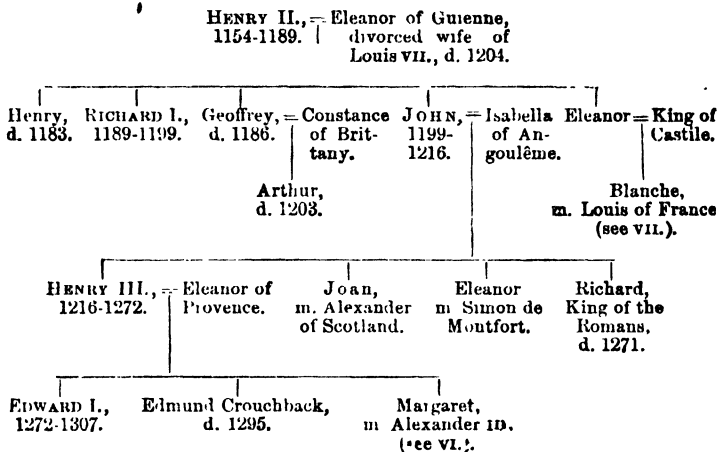 HENRY II., = Eleanor of Guienne,
1154-1189. divorced wife of
Louis VII., d. 1204.
Henry, RICHARD I., Geoffrey, = Constance JOHN, = Isabella Eleanor = King of
d. 1183. 1189-1199. d. 1186. of Brit- 1199- of An- Castile.
tany. 1216. goulême.
Arthur, Blanche,
d. 1203. m. Louis of France
(see VII.).
HENRY III., = Eleanor of Joan, Eleanor Richard,
1216-1272. Provence. m. Alexander m Simon de King of the
of Scotland. Montfort. Romans,
d. 1271.
EDWARD I., Edmund Crouchback, Margaret,
1272-1307. d. 1295. m Alexander III.
(see VI.).